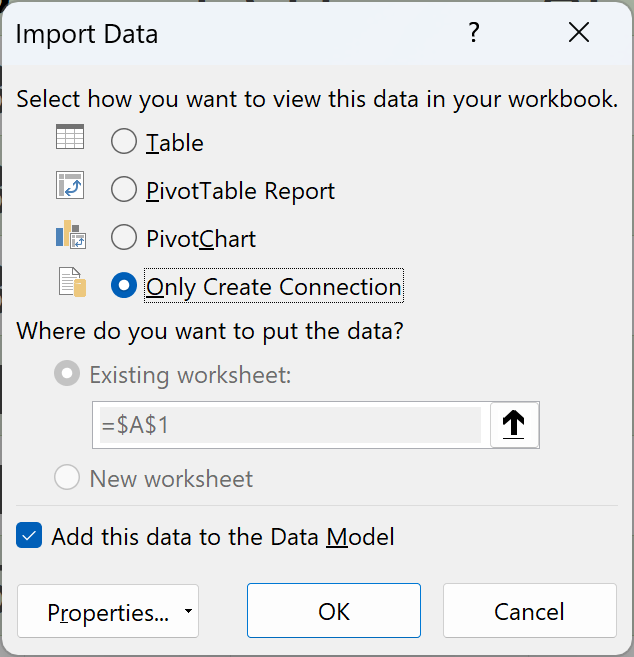 Import Data
?
Select how you want to view this data in your workbook.
Table
PivotTable Report
PivotChart
Only Create Connection
Where do you want to put the data?
Existing worksheet:
=$A$1
New worksheet
Add this data to the Data Model
Properties... OK Cancel